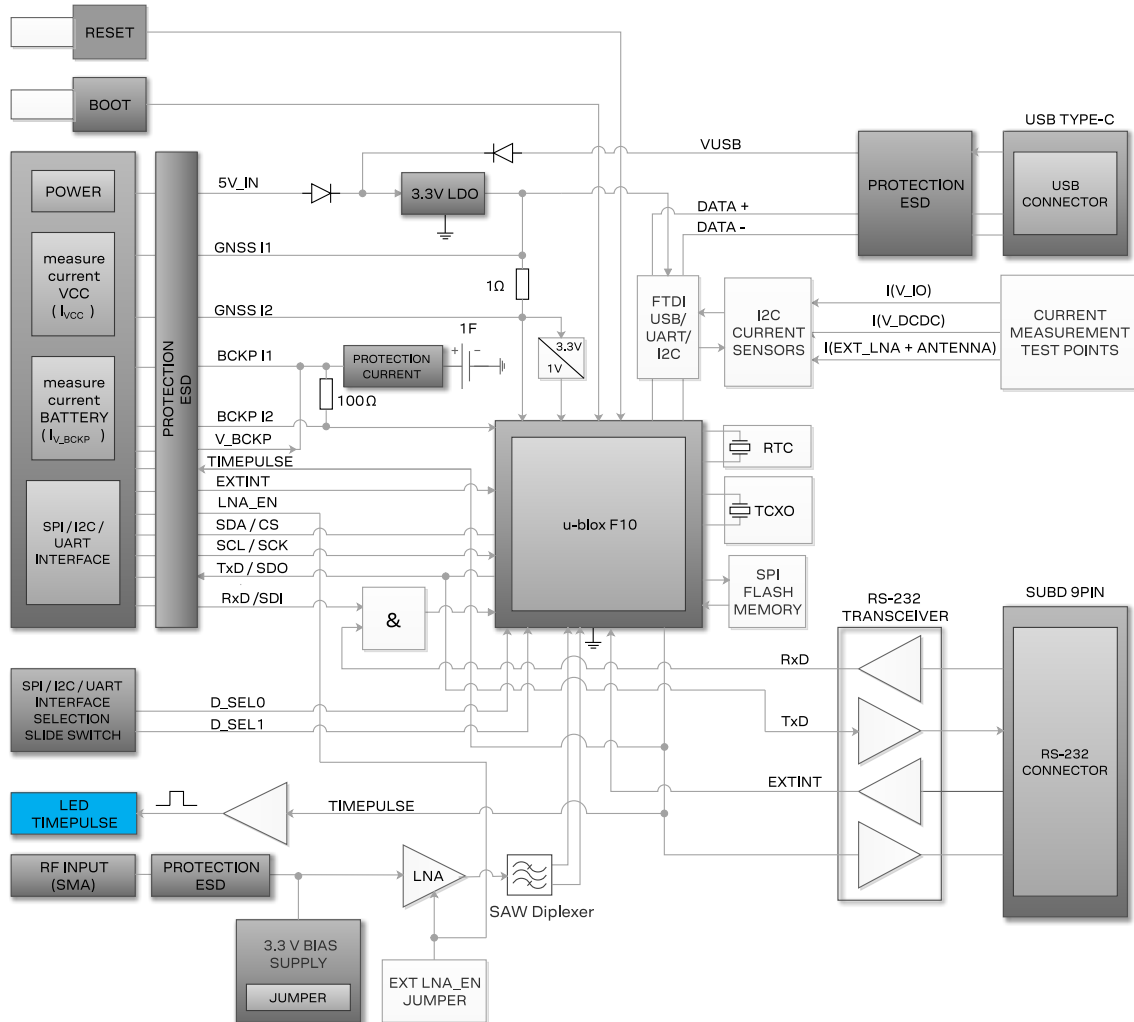 RESET
BOOT
USB TYPE-C
VUSB
POWER
5V_IN
3.3V LDO
PROTECTION
ESD
USB
CONNECTOR
DATA +
DATA -
measure
current
VCC
( IVCC )
GNSS I1
1Ω
GNSS I2
1F
+
-
3.3V
1V
FTDI
USB/
UART/
I2C
I2C
CURRENT
SENSORS
I(V_IO)
I(V_DCDC)
I(EXT_LNA + ANTENNA)
CURRENT
MEASUREMENT
TEST POINTS
PROTECTION
ESD
measure
current
BATTERY
( IV_BCKP )
BCKP I1
PROTECTION
CURRENT
100Ω
BCKP I2
V_BCKP
TIMEPULSE
EXTINT
LNA_EN
SDA / CS
SCL / SCK
TxD / SDO
RxD /SDI
SPI / I2C /
UART
INTERFACE
&
u-blox F10
RTC
TCXO
SPI
FLASH
MEMORY
RS-232
TRANSCEIVER
SUBD 9PIN
RxD
TxD
EXTINT
RS-232
CONNECTOR
SPI / I2C / UART
INTERFACE
SELECTION
SLIDE SWITCH
D_SEL0
D_SEL1
LED
TIMEPULSE
TIMEPULSE
RF INPUT
(SMA)
PROTECTION
ESD
LNA
SAW Diplexer
3.3 V BIAS
SUPPLY
JUMPER
EXT LNA_EN
JUMPER